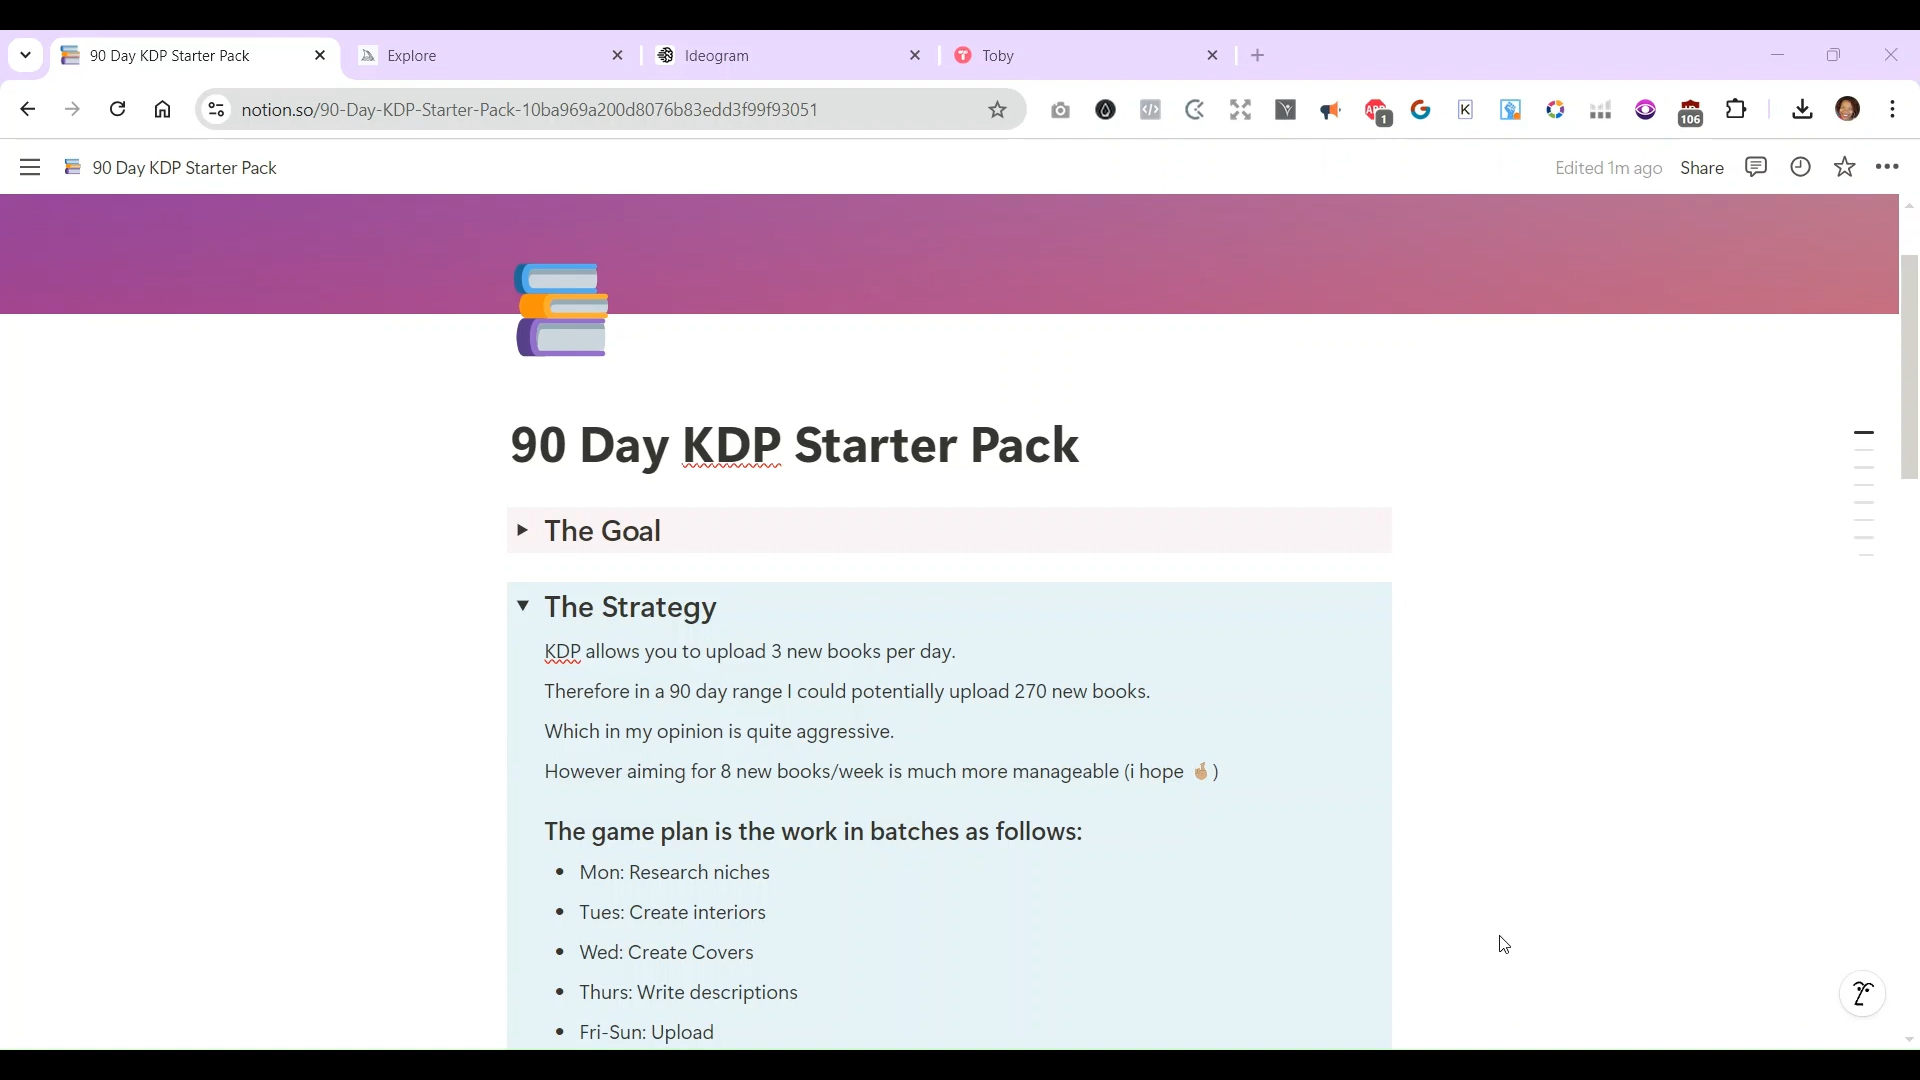 90 Day KDP Starter Pack
Explore
Ideogram
Toby
notion.so/90-Day-KDP-Starter-Pack-10ba969a200d8076b83edd3f99f93051
1
106
90 Day KDP Starter Pack
Edited 1m ago
Share
90 Day KDP Starter Pack
The Goal
The Strategy
KDP allows you to upload 3 new books per day.
Therefore in a 90 day range I could potentially upload 270 new books.
Which in my opinion is quite aggressive.
However aiming for 8 new books/week is much more manageable (i hope 🤞🏽)
The game plan is the work in batches as follows:
• Mon: Research niches
• Tues: Create interiors
• Wed: Create Covers
• Thurs: Write descriptions
• Fri-Sun: Upload